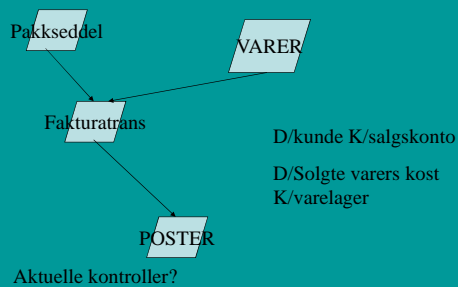 Pakkseddel
VARER
Fakturatrans
D/kunde K/salgskonto
D/Solgte varers kost
K/varelager
POSTER
Aktuelle kontroller?